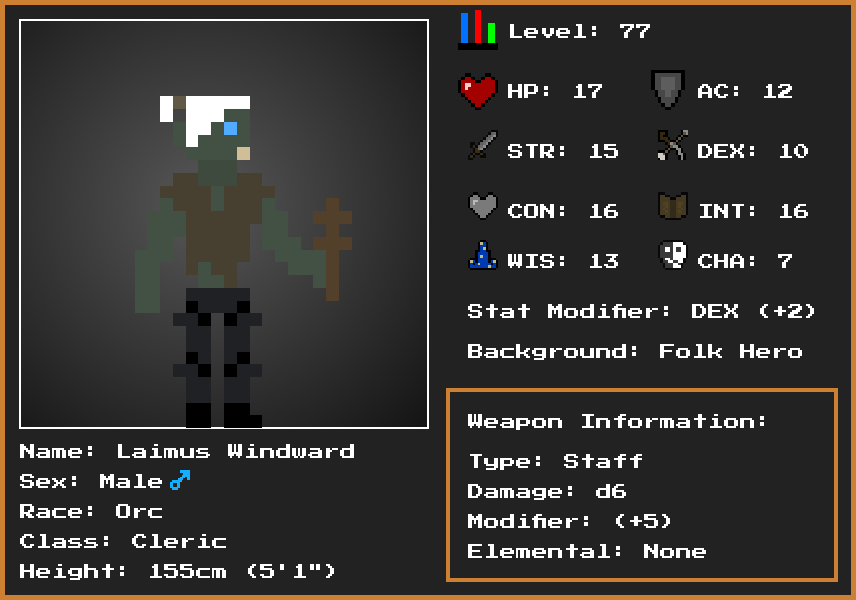 Level: 77
HP: 17
AC: 12
STR: 15
DEX: 10
CON: 16
INT: 16
WIS: 13
CHA: 7
Stat Modifier: DEX (+2)
Background: Folk Hero
Weapon Information:
Type: Staff
Damage: d6
Modifier: (+5)
Elemental: None
Name: Laimus Windward
Sex: Male ♂
Race: Orc
Class: Cleric
Height: 155cm (5'1")